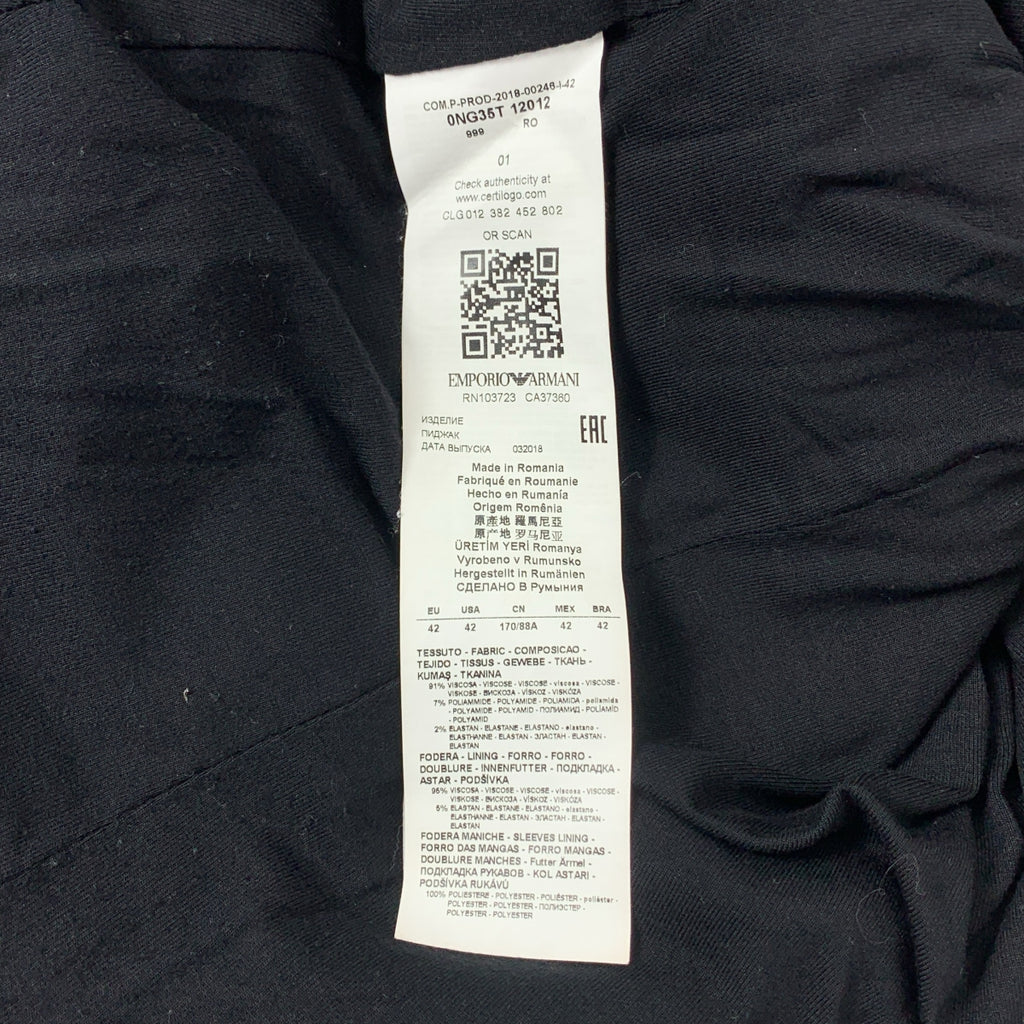 COM.P-PROD-2018-00246-I-42
0NG35T 12012
999 RO
01
Check authenticity at
www.certilogo.com
CLG 012 382 452 802
OR SCAN
EMPORIO ARMANI
RN103723 CA37380
ИЗДЕЛИЕ
ПИДЖАК
ДАТА ВЫПУСКА 032018
EAC
Made in Romania
Fabriqué en Roumanie
Hecho en Rumanía
Origem Romênia
原產地 羅馬尼亞
原产地 罗马尼亚
ÜRETİM YERİ Romanya
Vyrobeno v Rumunsko
Hergestellt in Rumänien
СДЕЛАНО В Румыния
EU USA CN MEX BRA
42 42 170/88A 42 42
TESSUTO - FABRIC - COMPOSICAO -
TEJIDO - TISSUS - GEWEBE - ТКАНЬ -
KUMAŞ - TKANINA
91% VISCOSA - VISCOSE - VISCOSE - viscosa - VISCOSE -
VISKOSE - ВИСКОЗА - VİSKOZ - VISKÓZA
7% POLIAMMIDE - POLYAMIDE - POLIAMIDA - poliamida
- POLYAMIDE - POLYAMID - ПОЛИАМИД - POLİAMİD
- POLYAMID
2% ELASTAN - ELASTANE - ELASTANO - elastano -
ELASTHANNE - ELASTAN - ЭЛАСТАН - ELASTAN -
ELASTAN
FODERA - LINING - FORRO - FORRO -
DOUBLURE - INNENFUTTER - ПОДКЛАДКА -
ASTAR - PODŠÍVKA
95% VISCOSA - VISCOSE - VISCOSE - viscosa - VISCOSE -
VISKOSE - ВИСКОЗА - VİSKOZ - VISKÓZA
5% ELASTAN - ELASTANE - ELASTANO - elastano -
ELASTHANNE - ELASTAN - ЭЛАСТАН - ELASTAN -
ELASTAN
FODERA MANICHE - SLEEVES LINING -
FORRO DAS MANGAS - FORRO MANGAS -
DOUBLURE MANCHES - Futter Ärmel -
ПОДКЛАДКА РУКАВОВ - KOL ASTARI -
PODŠÍVKA RUKÁVŮ
100% POLIESTERE - POLYESTER - POLIÉSTER - poliéster -
POLYESTER - POLYESTER - ПОЛИЭСТЕР -
POLYESTER - POLYESTER